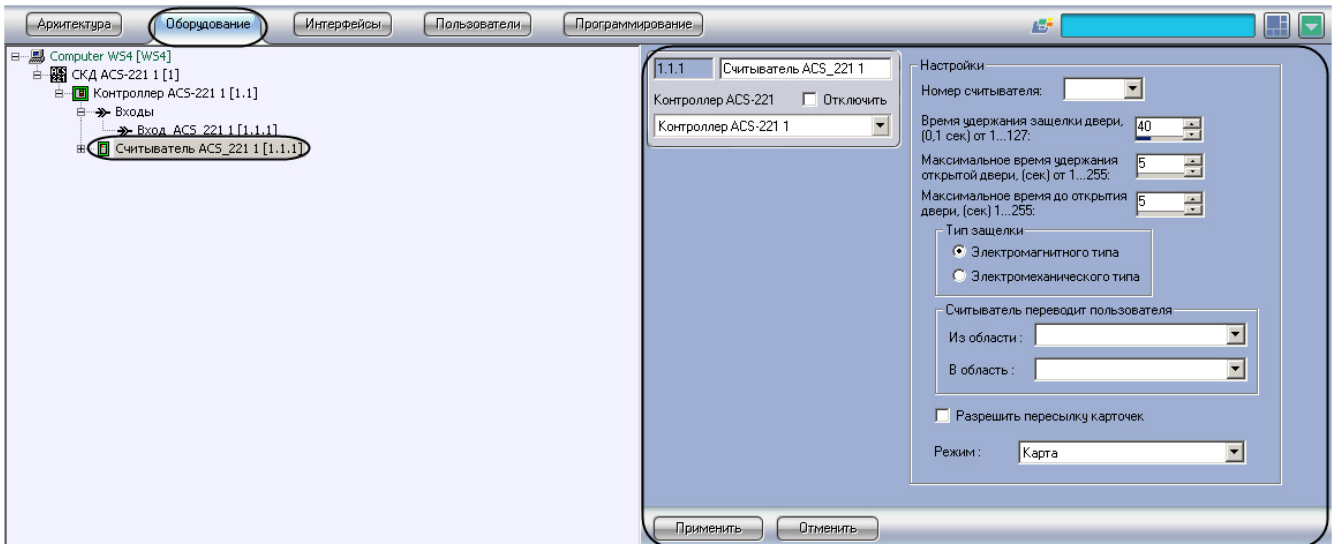 Архитектура Оборудование Интерфейсы Пользователи Программирование
Computer WS4 [WS4]
СКД ACS-221 1 [1]
Контроллер ACS-221 1 [1.1]
Входы
Вход ACS_221 1 [1.1.1]
Считыватель ACS_221 1 [1.1.1]
1.1.1 Считыватель ACS_221 1
Контроллер ACS-221 Отключить
Контроллер ACS-221 1
Настройки
Номер считывателя:
Время удержания защелки двери,
(0,1 сек) от 1...127:
40
Максимальное время удержания
открытой двери, (сек) от 1...255:
5
Максимальное время до открытия
двери, (сек) 1...255:
5
Тип защелки
Электромагнитного типа
Электромеханического типа
Считыватель переводит пользователя
Из области :
В область :
Разрешить пересылку карточек
Режим : Карта
Применить Отменить